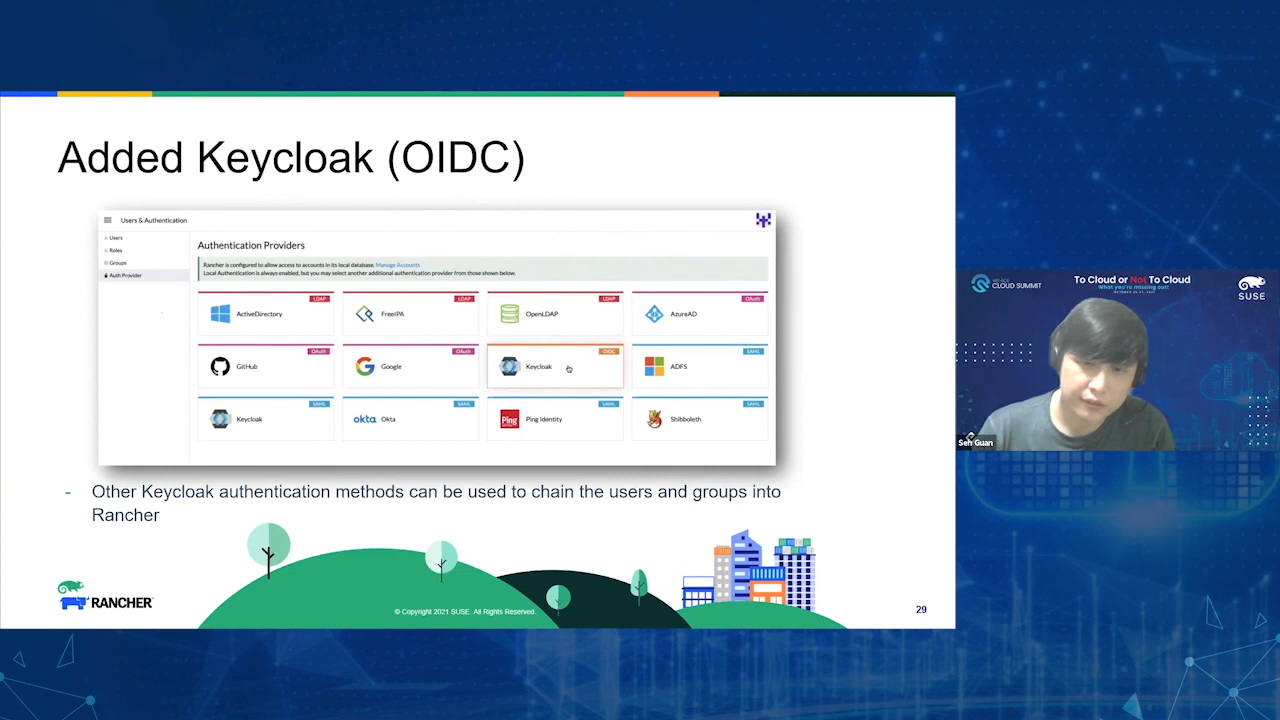 Added Keycloak (OIDC)
Users & Authentication
Users
Roles
Groups
Auth Provider
Authentication Providers
Rancher is configured to allow access to accounts in its local database. Manage Accounts
Local Authentication is always enabled, but you may select another additional authentication provider from those shown below.
LDAP
ActiveDirectory
LDAP
FreeIPA
LDAP
OpenLDAP
OAuth
AzureAD
OAuth
GitHub
OAuth
Google
OIDC
Keycloak
SAML
ADFS
SAML
Keycloak
SAML
okta Okta
SAML
Ping Ping Identity
SAML
Shibboleth
- Other Keycloak authentication methods can be used to chain the users and groups into
Rancher
RANCHER
© Copyright 2021 SUSE. All Rights Reserved.
29
CLOUD SUMMIT
To Cloud or Not To Cloud
What you're missing out!
SUSE
Seh Guan